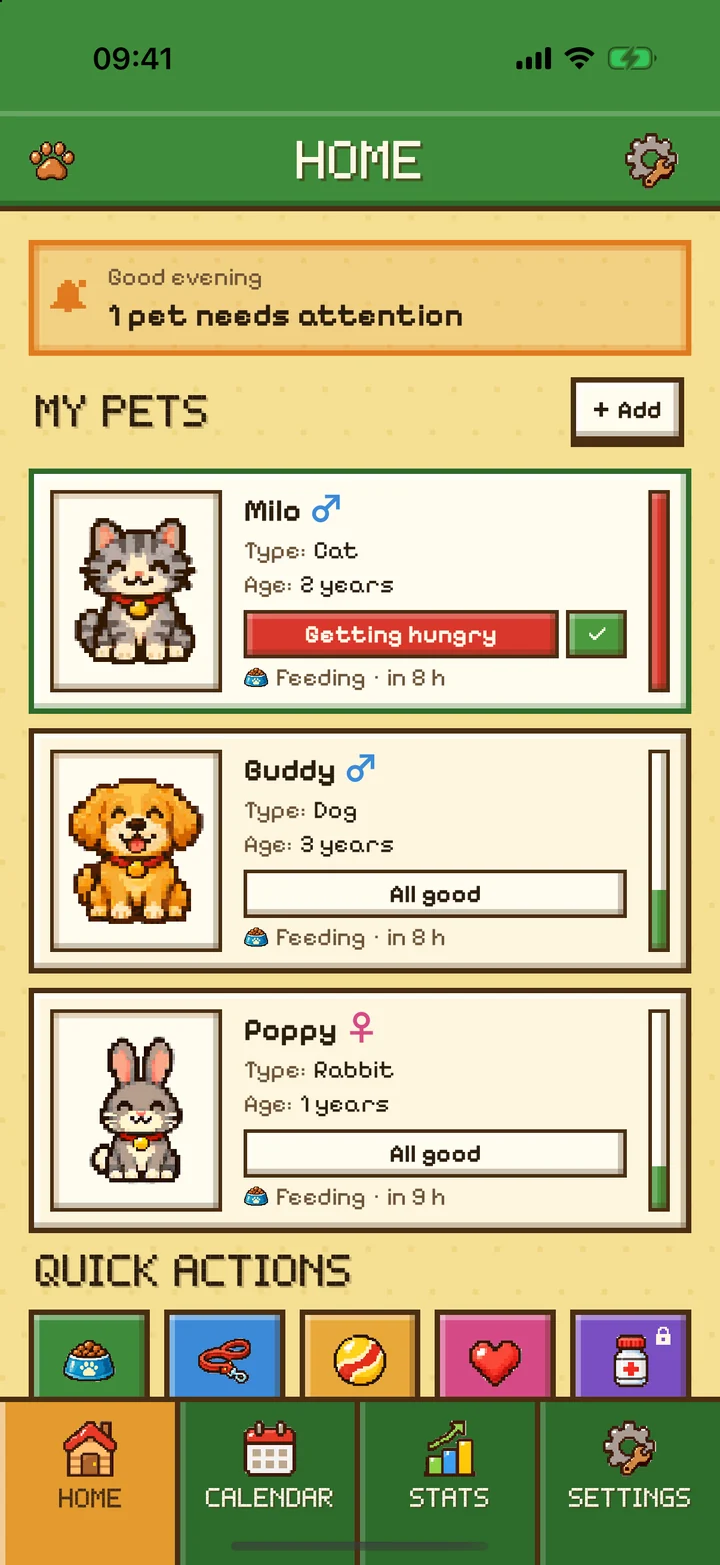 09:41
HOME
Good evening
1 pet needs attention
MY PETS
+ Add
Milo ♂
Type: Cat
Age: 2 years
Getting hungry
Feeding · in 8 h
Buddy ♂
Type: Dog
Age: 3 years
All good
Feeding · in 8 h
Poppy ♀
Type: Rabbit
Age: 1 years
All good
Feeding · in 9 h
QUICK ACTIONS
HOME
CALENDAR
STATS
SETTINGS